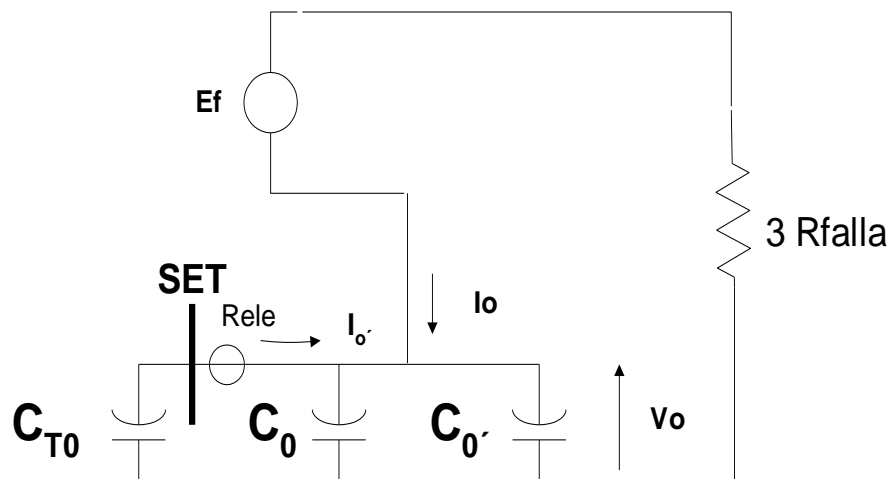 Ef
3 Rfalla
SET
Rele
Io´
Io
CT0
C0
C0´
Vo